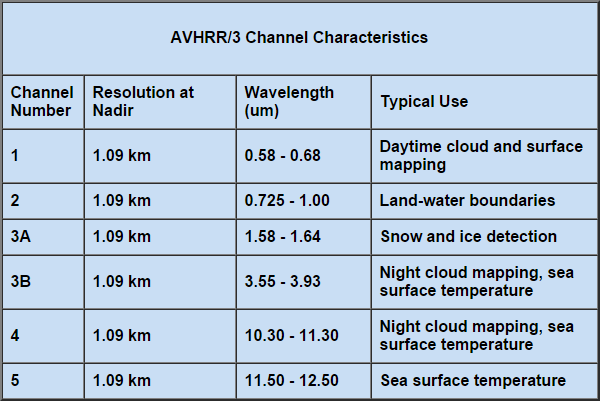 AVHRR/3 Channel Characteristics
Channel Number Resolution at Nadir Wavelength (um) Typical Use
1 1.09 km 0.58 - 0.68 Daytime cloud and surface mapping
2 1.09 km 0.725 - 1.00 Land-water boundaries
3A 1.09 km 1.58 - 1.64 Snow and ice detection
3B 1.09 km 3.55 - 3.93 Night cloud mapping, sea surface temperature
4 1.09 km 10.30 - 11.30 Night cloud mapping, sea surface temperature
5 1.09 km 11.50 - 12.50 Sea surface temperature